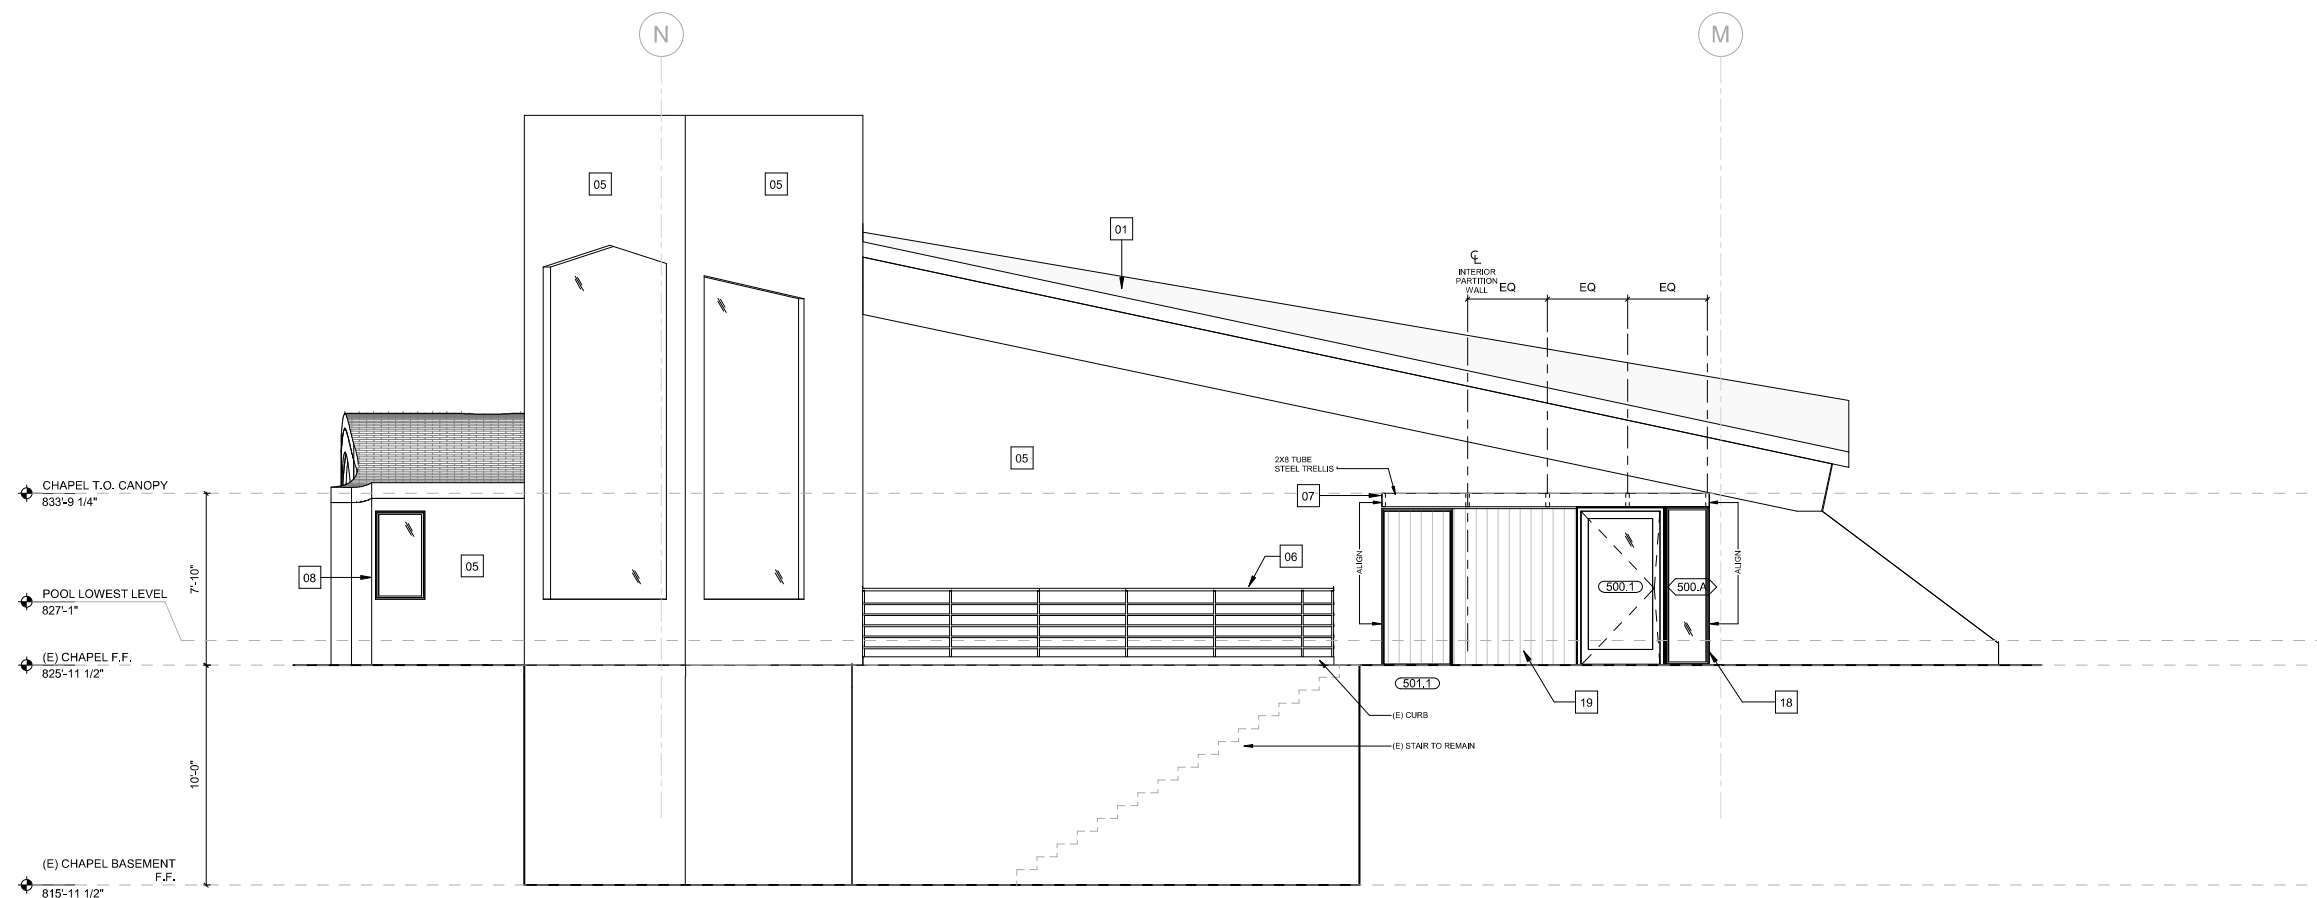 N
M
05
05
01
℄
INTERIOR
PARTITION
WALL
EQ
EQ
EQ
05
2X8 TUBE
STEEL TRELLIS
CHAPEL T.O. CANOPY
833'-9 1/4"
07
ALIGN
ALIGN
06
05
08
7'-10"
500.1
500.A
POOL LOWEST LEVEL
827'-1"
(E) CHAPEL F.F.
825'-11 1/2"
501.1
19
18
(E) CURB
(E) STAIR TO REMAIN
10'-0"
(E) CHAPEL BASEMENT
F.F.
815'-11 1/2"